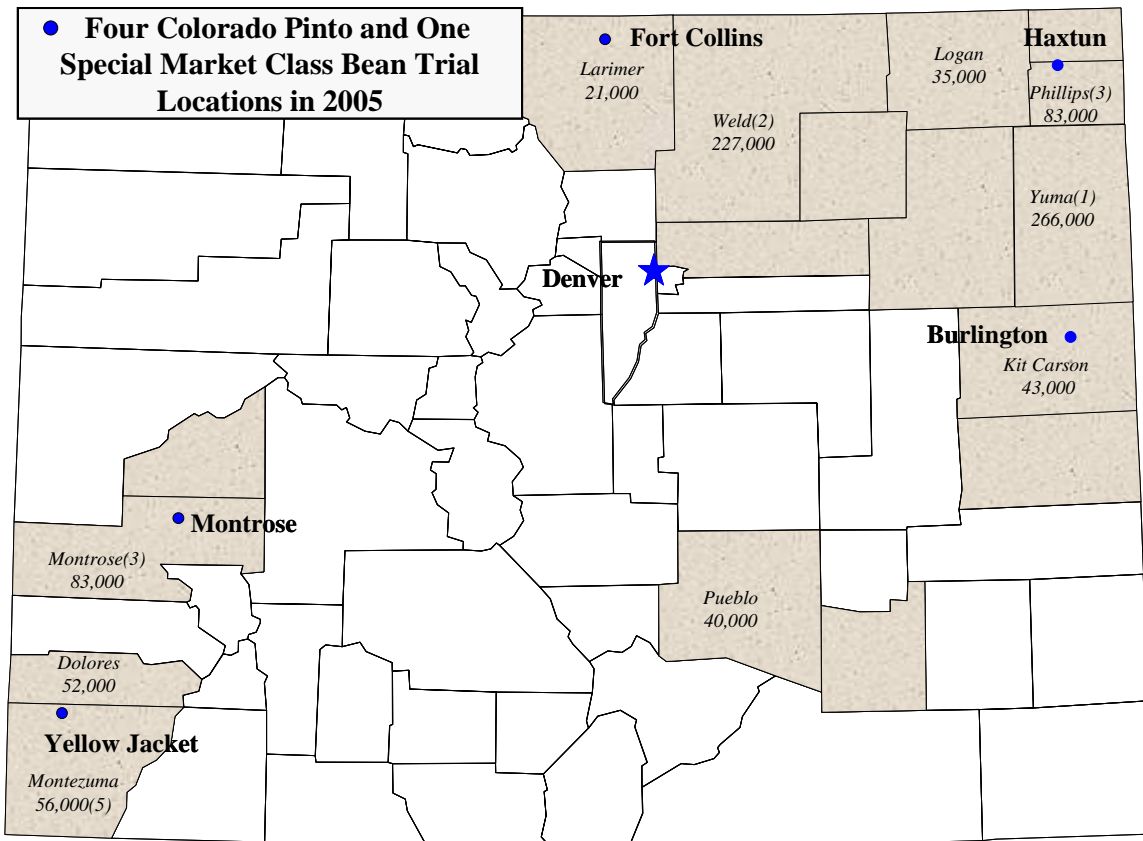 Four Colorado Pinto and One
Special Market Class Bean Trial
Locations in 2005
Fort Collins
Larimer
21,000
Weld(2)
227,000
Logan
35,000
Haxtun
Phillips(3)
83,000
Yuma(1)
266,000
Denver
Burlington
Kit Carson
43,000
Montrose
Montrose(3)
83,000
Pueblo
40,000
Dolores
52,000
Yellow Jacket
Montezuma
56,000(5)